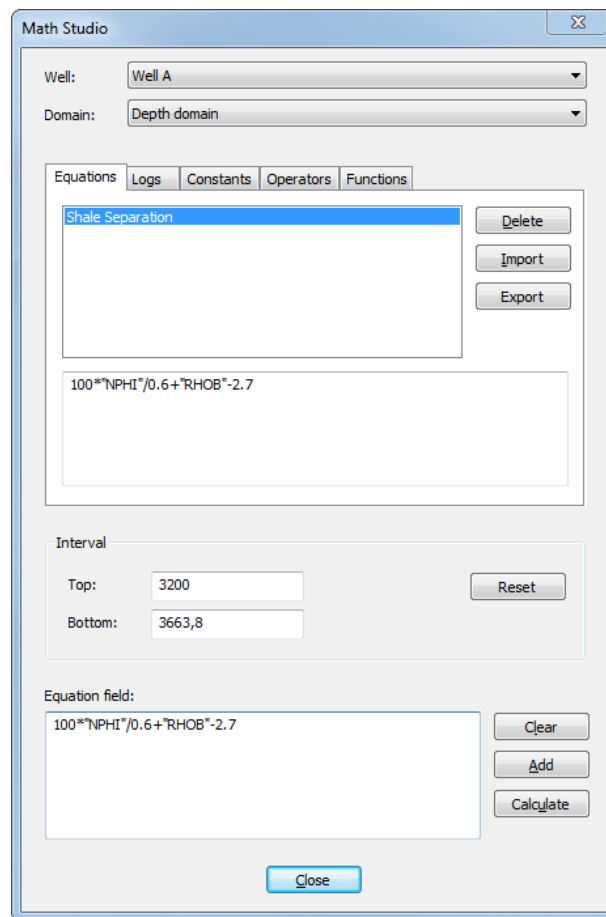 Math Studio
Well: Well A
Domain: Depth domain
Equations Logs Constants Operators Functions
Shale Separation
Delete
Import
Export
100*"NPHI"/0.6+"RHOB"-2.7
Interval
Top: 3200 Reset
Bottom: 3663,8
Equation field:
100*"NPHI"/0.6+"RHOB"-2.7
Clear
Add
Calculate
Close